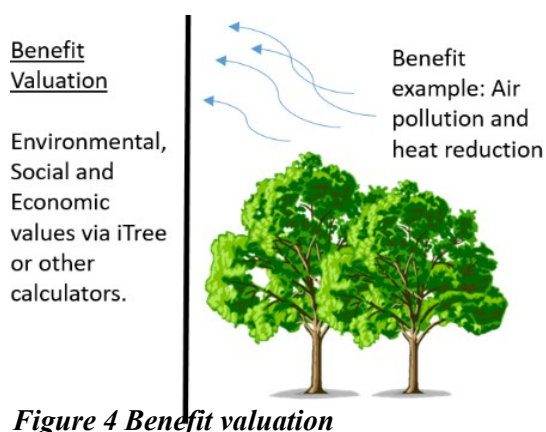 Benefit
Valuation
Environmental,
Social and
Economic
values via iTree
or other
calculators.
Benefit
example: Air
pollution and
heat reduction
Figure 4 Benefit valuation